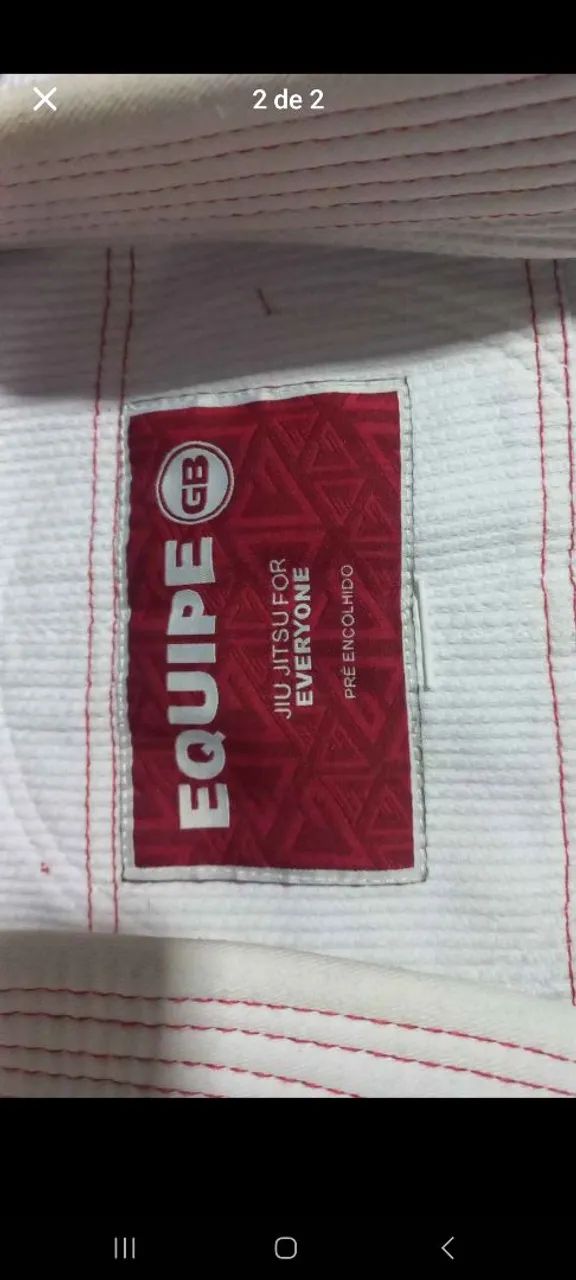 2 de 2
EQUIPE GB
JIU JITSU FOR
EVERYONE
PRÉ ENCOLHIDO